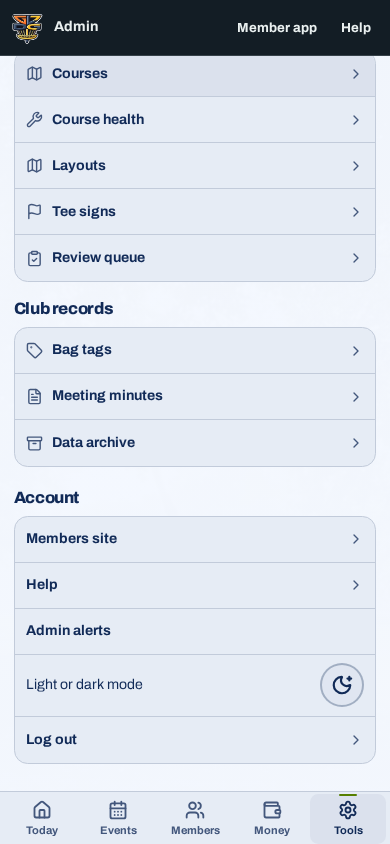 Admin
Member app
Help
Courses
Course health
Layouts
Tee signs
Review queue
Club records
Bag tags
Meeting minutes
Data archive
Account
Members site
Help
Admin alerts
Light or dark mode
Log out
Today
Events
Members
Money
Tools